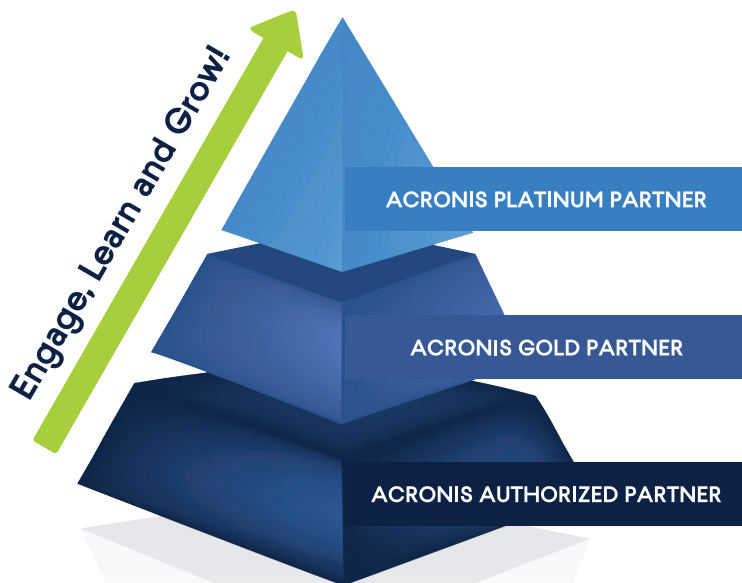 Engage, Learn and Grow!
ACRONIS PLATINUM PARTNER
ACRONIS GOLD PARTNER
ACRONIS AUTHORIZED PARTNER